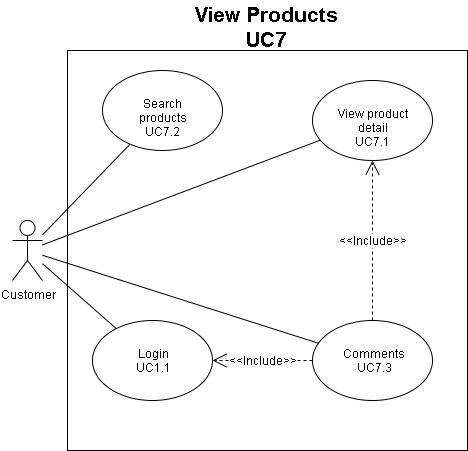 View Products
UC7
Search
products
UC7.2
View product
detail
UC7.1
<<Include>>
Customer
Login
UC1.1
<<Include>>
Comments
UC7.3